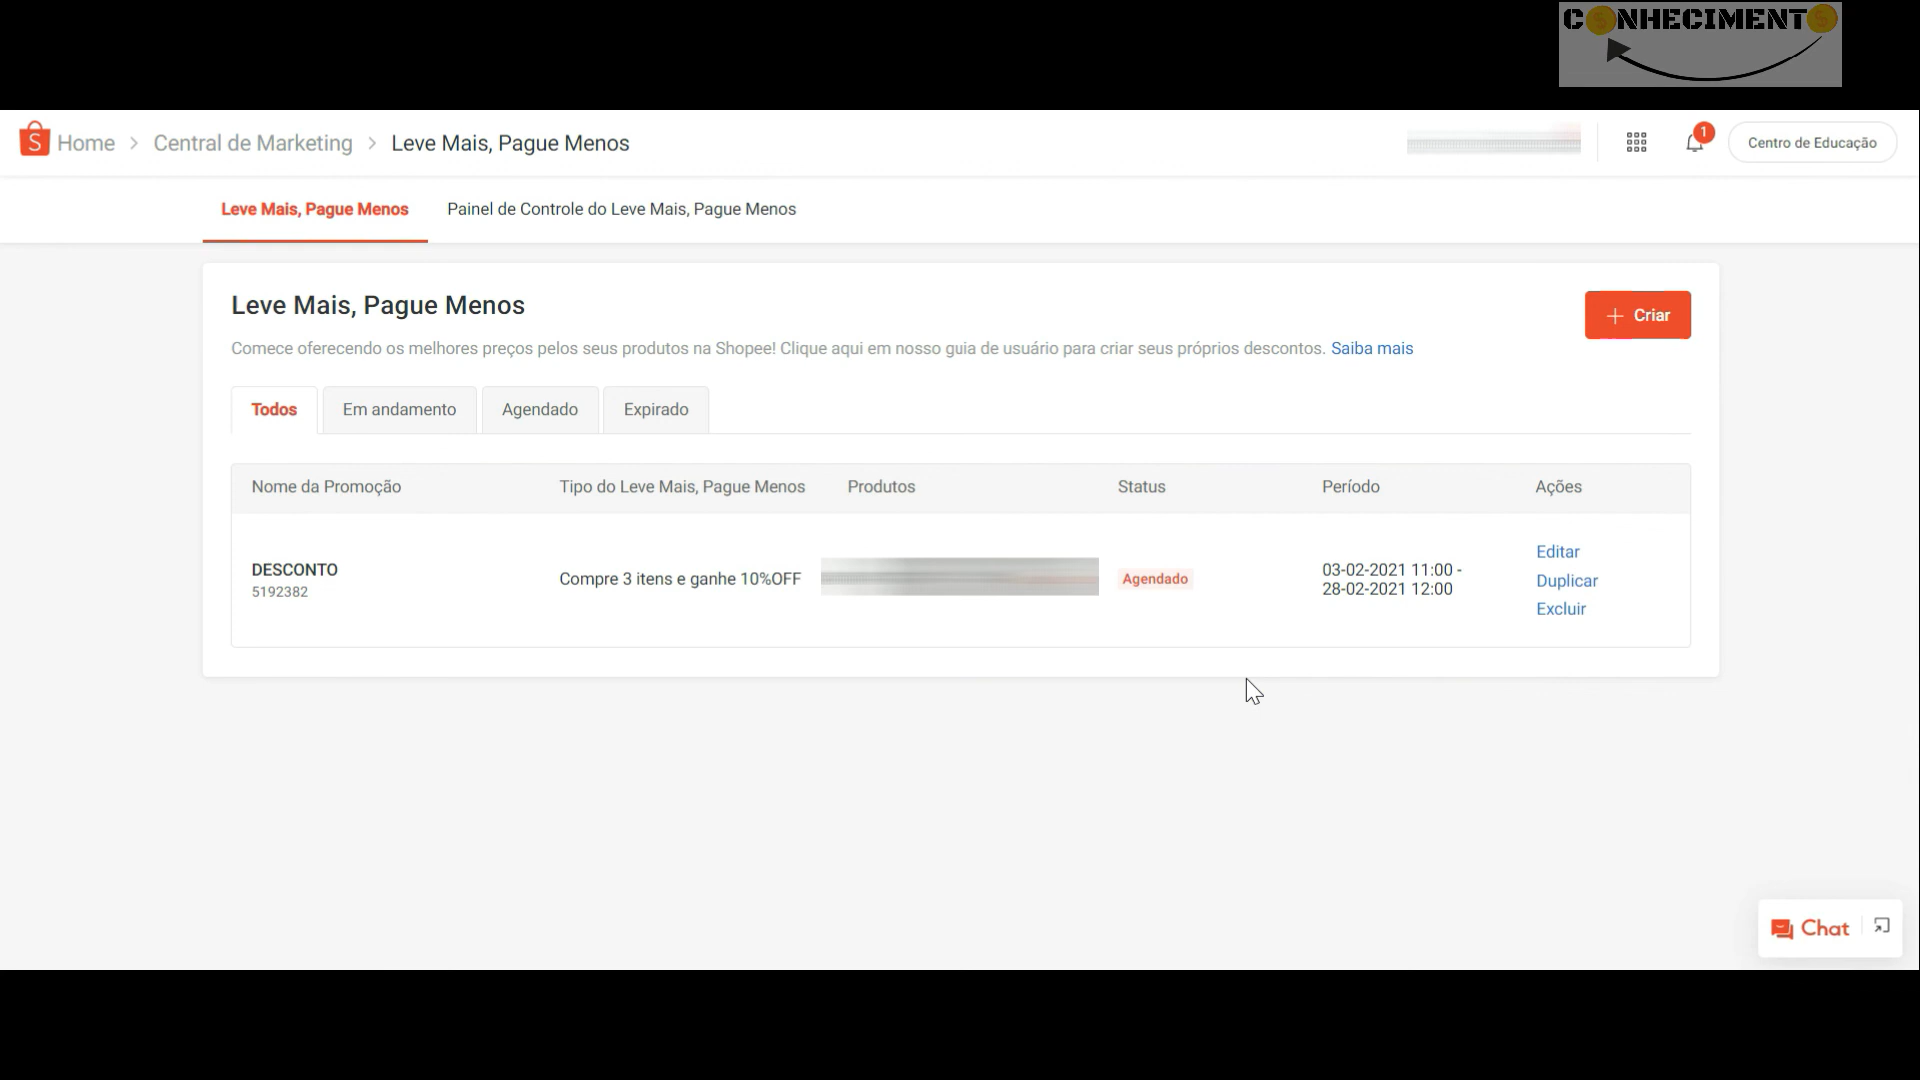 CONHECIMENTO
Home > Central de Marketing > Leve Mais, Pague Menos
1
Centro de Educação
Leve Mais, Pague Menos
Painel de Controle do Leve Mais, Pague Menos
Leve Mais, Pague Menos
+ Criar
Comece oferecendo os melhores preços pelos seus produtos na Shopee! Clique aqui em nosso guia de usuário para criar seus próprios descontos. Saiba mais
Todos
Em andamento
Agendado
Expirado
Nome da Promoção
Tipo do Leve Mais, Pague Menos
Produtos
Status
Período
Ações
DESCONTO
5192382
Compre 3 itens e ganhe 10%OFF
Agendado
03-02-2021 11:00 -
28-02-2021 12:00
Editar
Duplicar
Excluir
Chat